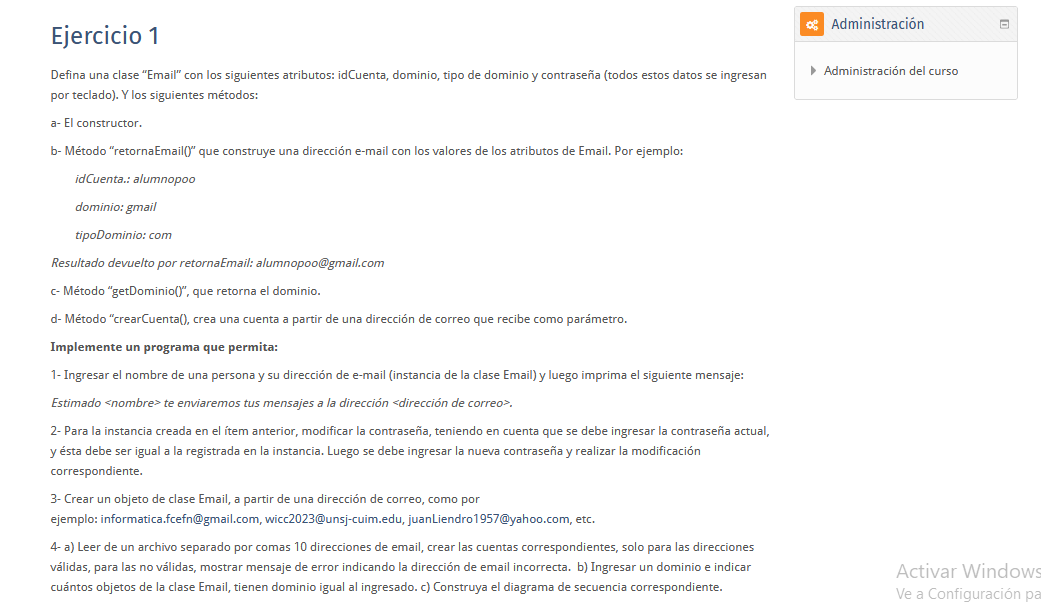 Ejercicio 1
Defina una clase “Email” con los siguientes atributos: idCuenta, dominio, tipo de dominio y contraseña (todos estos datos se ingresan
por teclado). Y los siguientes métodos:
a- El constructor.
b- Método “retornaEmail()” que construye una dirección e-mail con los valores de los atributos de Email. Por ejemplo:
idCuenta.: alumnopoo
dominio: gmail
tipoDominio: com
Resultado devuelto por retornaEmail: alumnopoo@gmail.com
c- Método “getDominio()”, que retorna el dominio.
d- Método “crearCuenta(), crea una cuenta a partir de una dirección de correo que recibe como parámetro.
Implemente un programa que permita:
1- Ingresar el nombre de una persona y su dirección de e-mail (instancia de la clase Email) y luego imprima el siguiente mensaje:
Estimado <nombre> te enviaremos tus mensajes a la dirección <dirección de correo>.
2- Para la instancia creada en el ítem anterior, modificar la contraseña, teniendo en cuenta que se debe ingresar la contraseña actual,
y ésta debe ser igual a la registrada en la instancia. Luego se debe ingresar la nueva contraseña y realizar la modificación
correspondiente.
3- Crear un objeto de clase Email, a partir de una dirección de correo, como por
ejemplo: informatica.fcefn@gmail.com, wicc2023@unsj-cuim.edu, juanLiendro1957@yahoo.com, etc.
4- a) Leer de un archivo separado por comas 10 direcciones de email, crear las cuentas correspondientes, solo para las direcciones
válidas, para las no válidas, mostrar mensaje de error indicando la dirección de email incorrecta.  b) Ingresar un dominio e indicar
cuántos objetos de la clase Email, tienen dominio igual al ingresado. c) Construya el diagrama de secuencia correspondiente.
Administración
Administración del curso
Activar Windows
Ve a Configuración pa